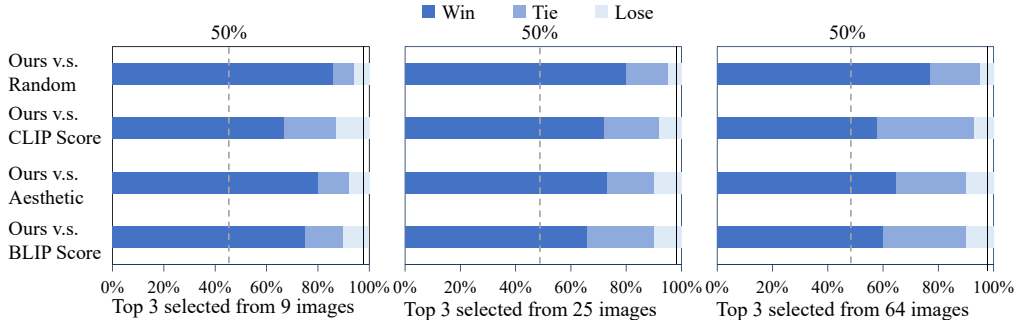 Win Tie Lose
50% 50% 50%
Ours v.s.
Random
Ours v.s.
CLIP Score
Ours v.s.
Aesthetic
Ours v.s.
BLIP Score
0% 20% 40% 60% 80% 100% 0% 20% 40% 60% 80% 100% 0% 20% 40% 60% 80% 100%
Top 3 selected from 9 images
Top 3 selected from 25 images
Top 3 selected from 64 images